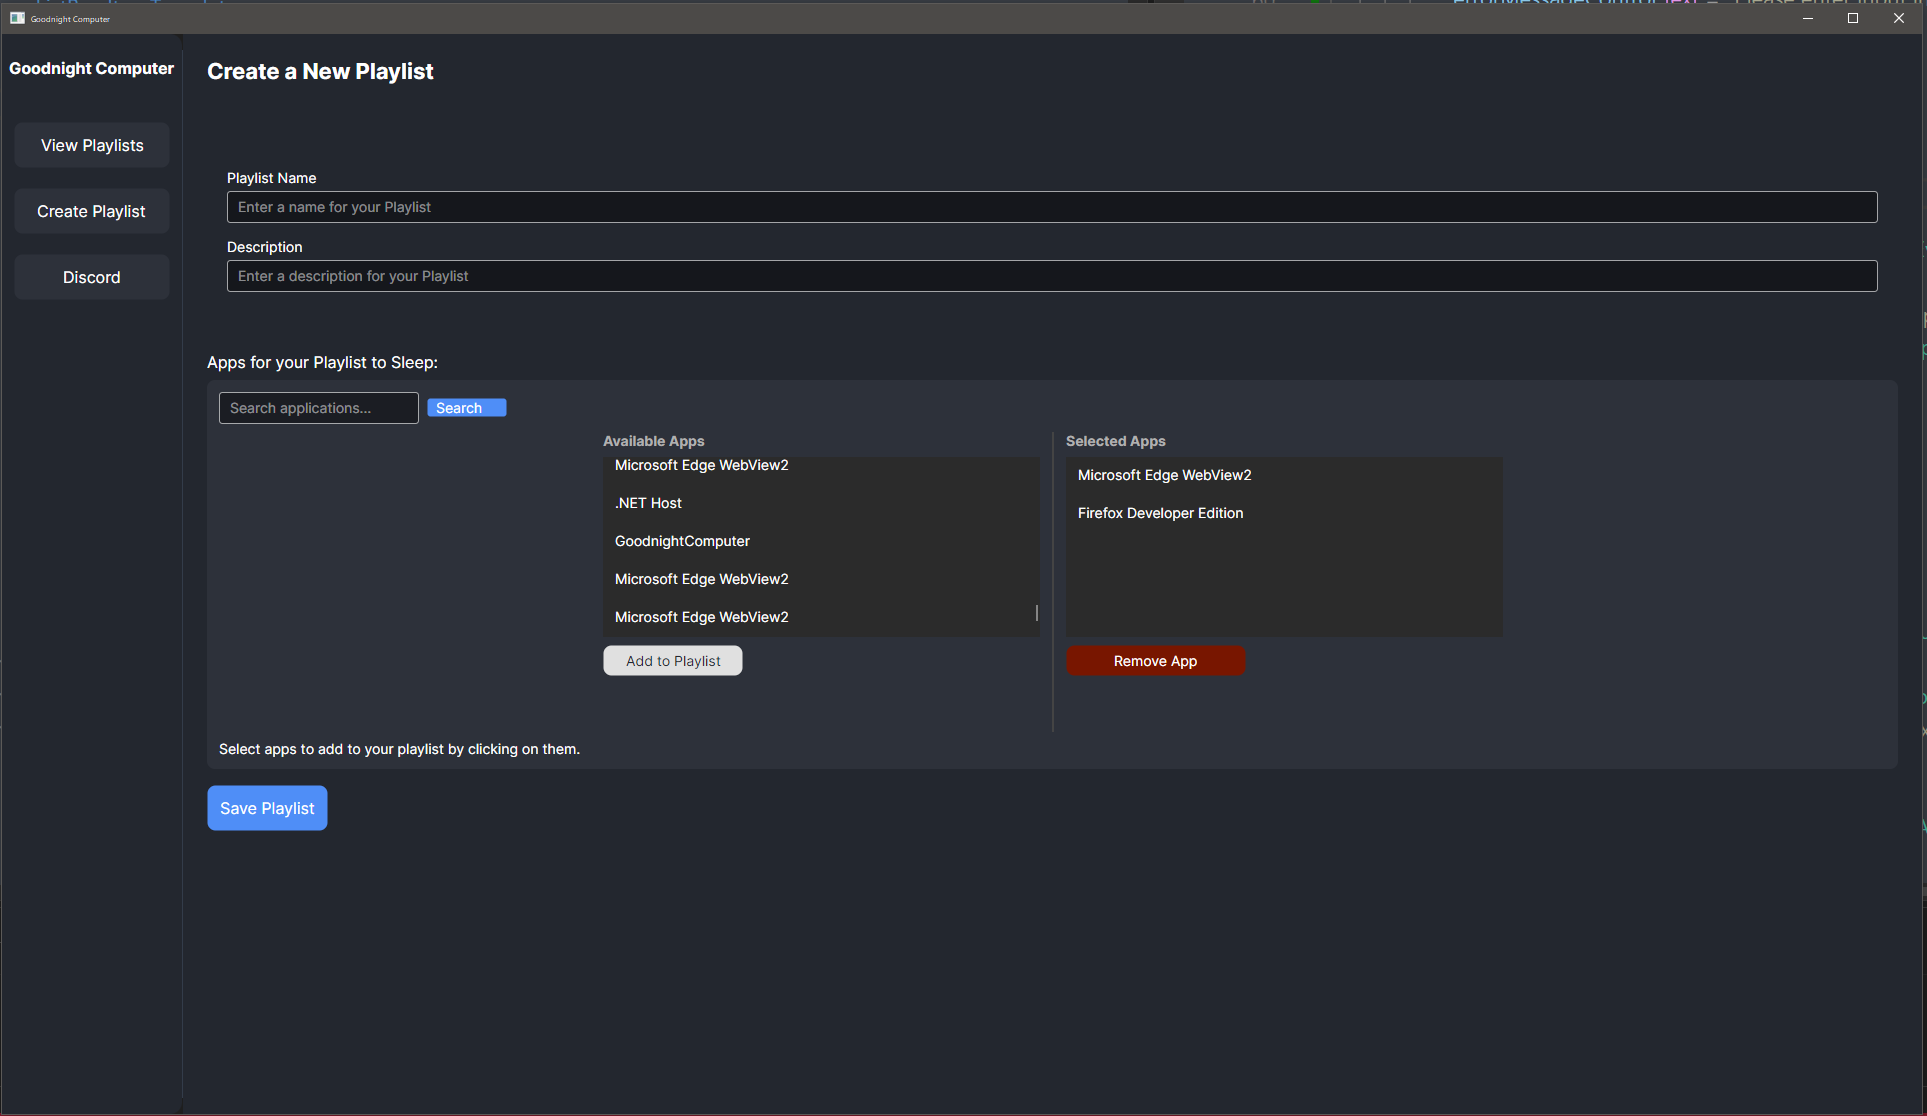 Goodnight Computer
Goodnight Computer
View Playlists
Create Playlist
Discord
Create a New Playlist
Playlist Name
Enter a name for your Playlist
Description
Enter a description for your Playlist
Apps for your Playlist to Sleep:
Search applications...
Search
Available Apps
Microsoft Edge WebView2
.NET Host
GoodnightComputer
Microsoft Edge WebView2
Microsoft Edge WebView2
Add to Playlist
Selected Apps
Microsoft Edge WebView2
Firefox Developer Edition
Remove App
Select apps to add to your playlist by clicking on them.
Save Playlist